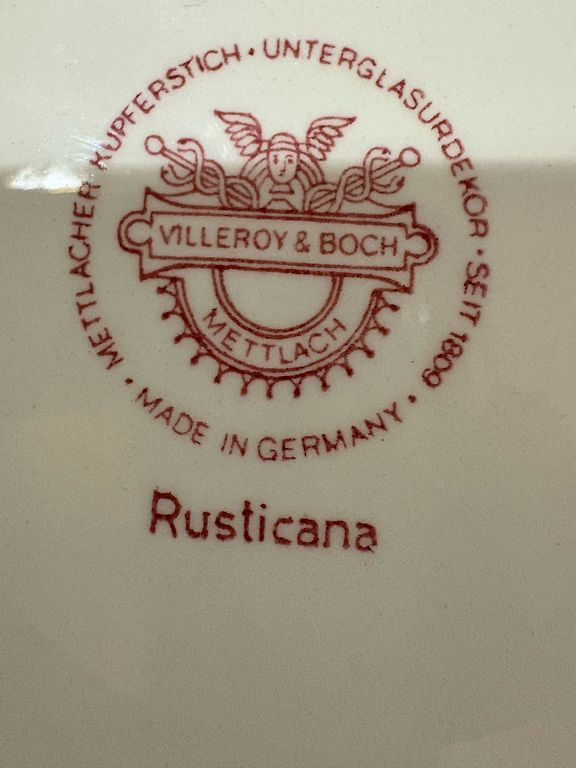 METTLACHER KUPFERSTICH · UNTERGLASURDEKOR · SEIT 1809 ·
VILLEROY & BOCH
METTLACH
MADE IN GERMANY ·
Rusticana